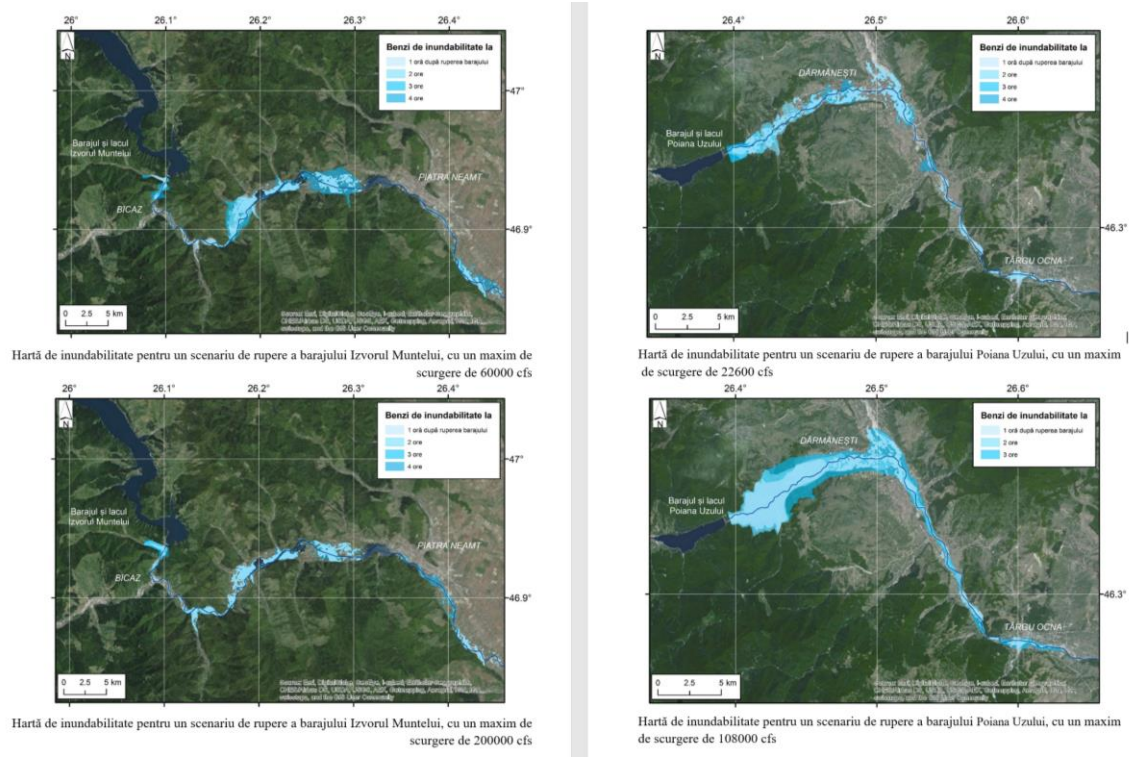 26° 26.1° 26.2° 26.3° 26.4°
N
Benzi de inundabilitate la
1 oră după ruperea barajului
2 ore
3 ore
4 ore
47°
Barajul și lacul
Izvorul Muntelui
PIATRA NEAMȚ
BICAZ
46.9°
0 2.5 5 km
Hartă de inundabilitate pentru un scenariu de rupere a barajului Izvorul Muntelui, cu un maxim de
scurgere de 60000 cfs
26° 26.1° 26.2° 26.3° 26.4°
N
Benzi de inundabilitate la
1 oră după ruperea barajului
2 ore
3 ore
4 ore
47°
Barajul și lacul
Izvorul Muntelui
PIATRA NEAMȚ
BICAZ
46.9°
0 2.5 5 km
Hartă de inundabilitate pentru un scenariu de rupere a barajului Izvorul Muntelui, cu un maxim de
scurgere de 200000 cfs
26.4° 26.5° 26.6°
N
Benzi de inundabilitate la
1 oră după ruperea barajului
2 ore
3 ore
4 ore
DĂRMĂNEȘTI
Barajul și lacul
Poiana Uzului
46.3°
TÂRGU OCNA
0 2.5 5 km
Hartă de inundabilitate pentru un scenariu de rupere a barajului Poiana Uzului, cu un maxim
de scurgere de 22600 cfs
26.4° 26.5° 26.6°
N
Benzi de inundabilitate la
1 oră după ruperea barajului
2 ore
3 ore
DĂRMĂNEȘTI
Barajul și lacul
Poiana Uzului
46.3°
TÂRGU OCNA
0 2.5 5 km
Hartă de inundabilitate pentru un scenariu de rupere a barajului Poiana Uzului, cu un maxim
de scurgere de 108000 cfs